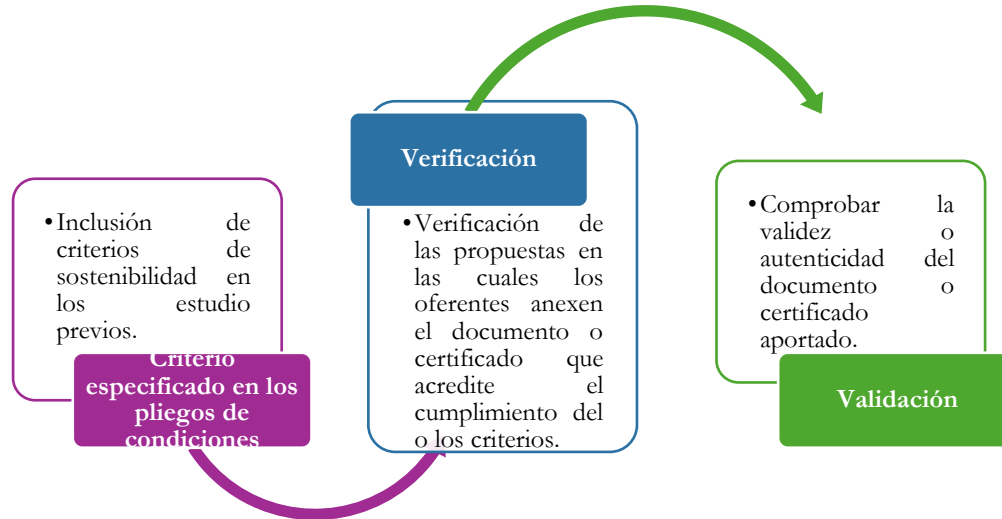 •Inclusión de
criterios de
sostenibilidad en
los estudio
previos.
Criterio
especificado en los
pliegos de
condiciones
Verificación
•Verificación de
las propuestas en
las cuales los
oferentes anexen
el documento o
certificado que
acredite el
cumplimiento del
o los criterios.
•Comprobar la
validez o
autenticidad del
documento o
certificado
aportado.
Validación